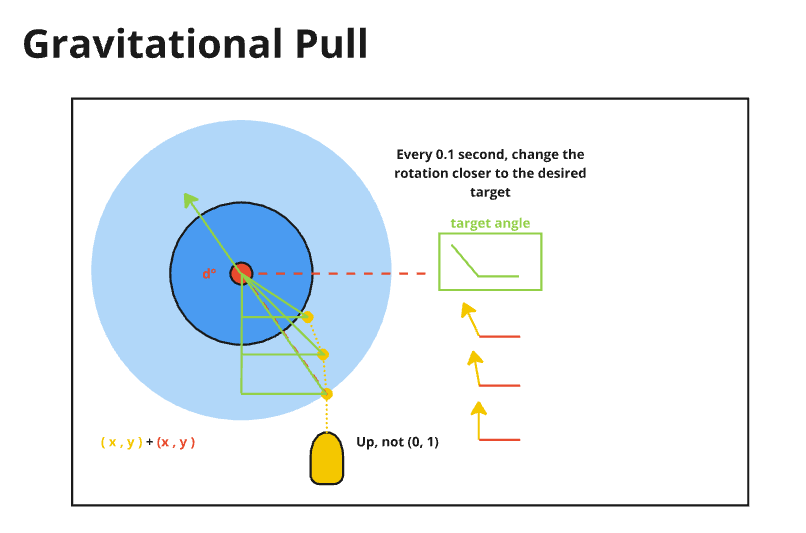 Gravitational Pull
Every 0.1 second, change the
rotation closer to the desired
target
target angle
d°
( x , y ) + (x , y )
Up, not (0, 1)